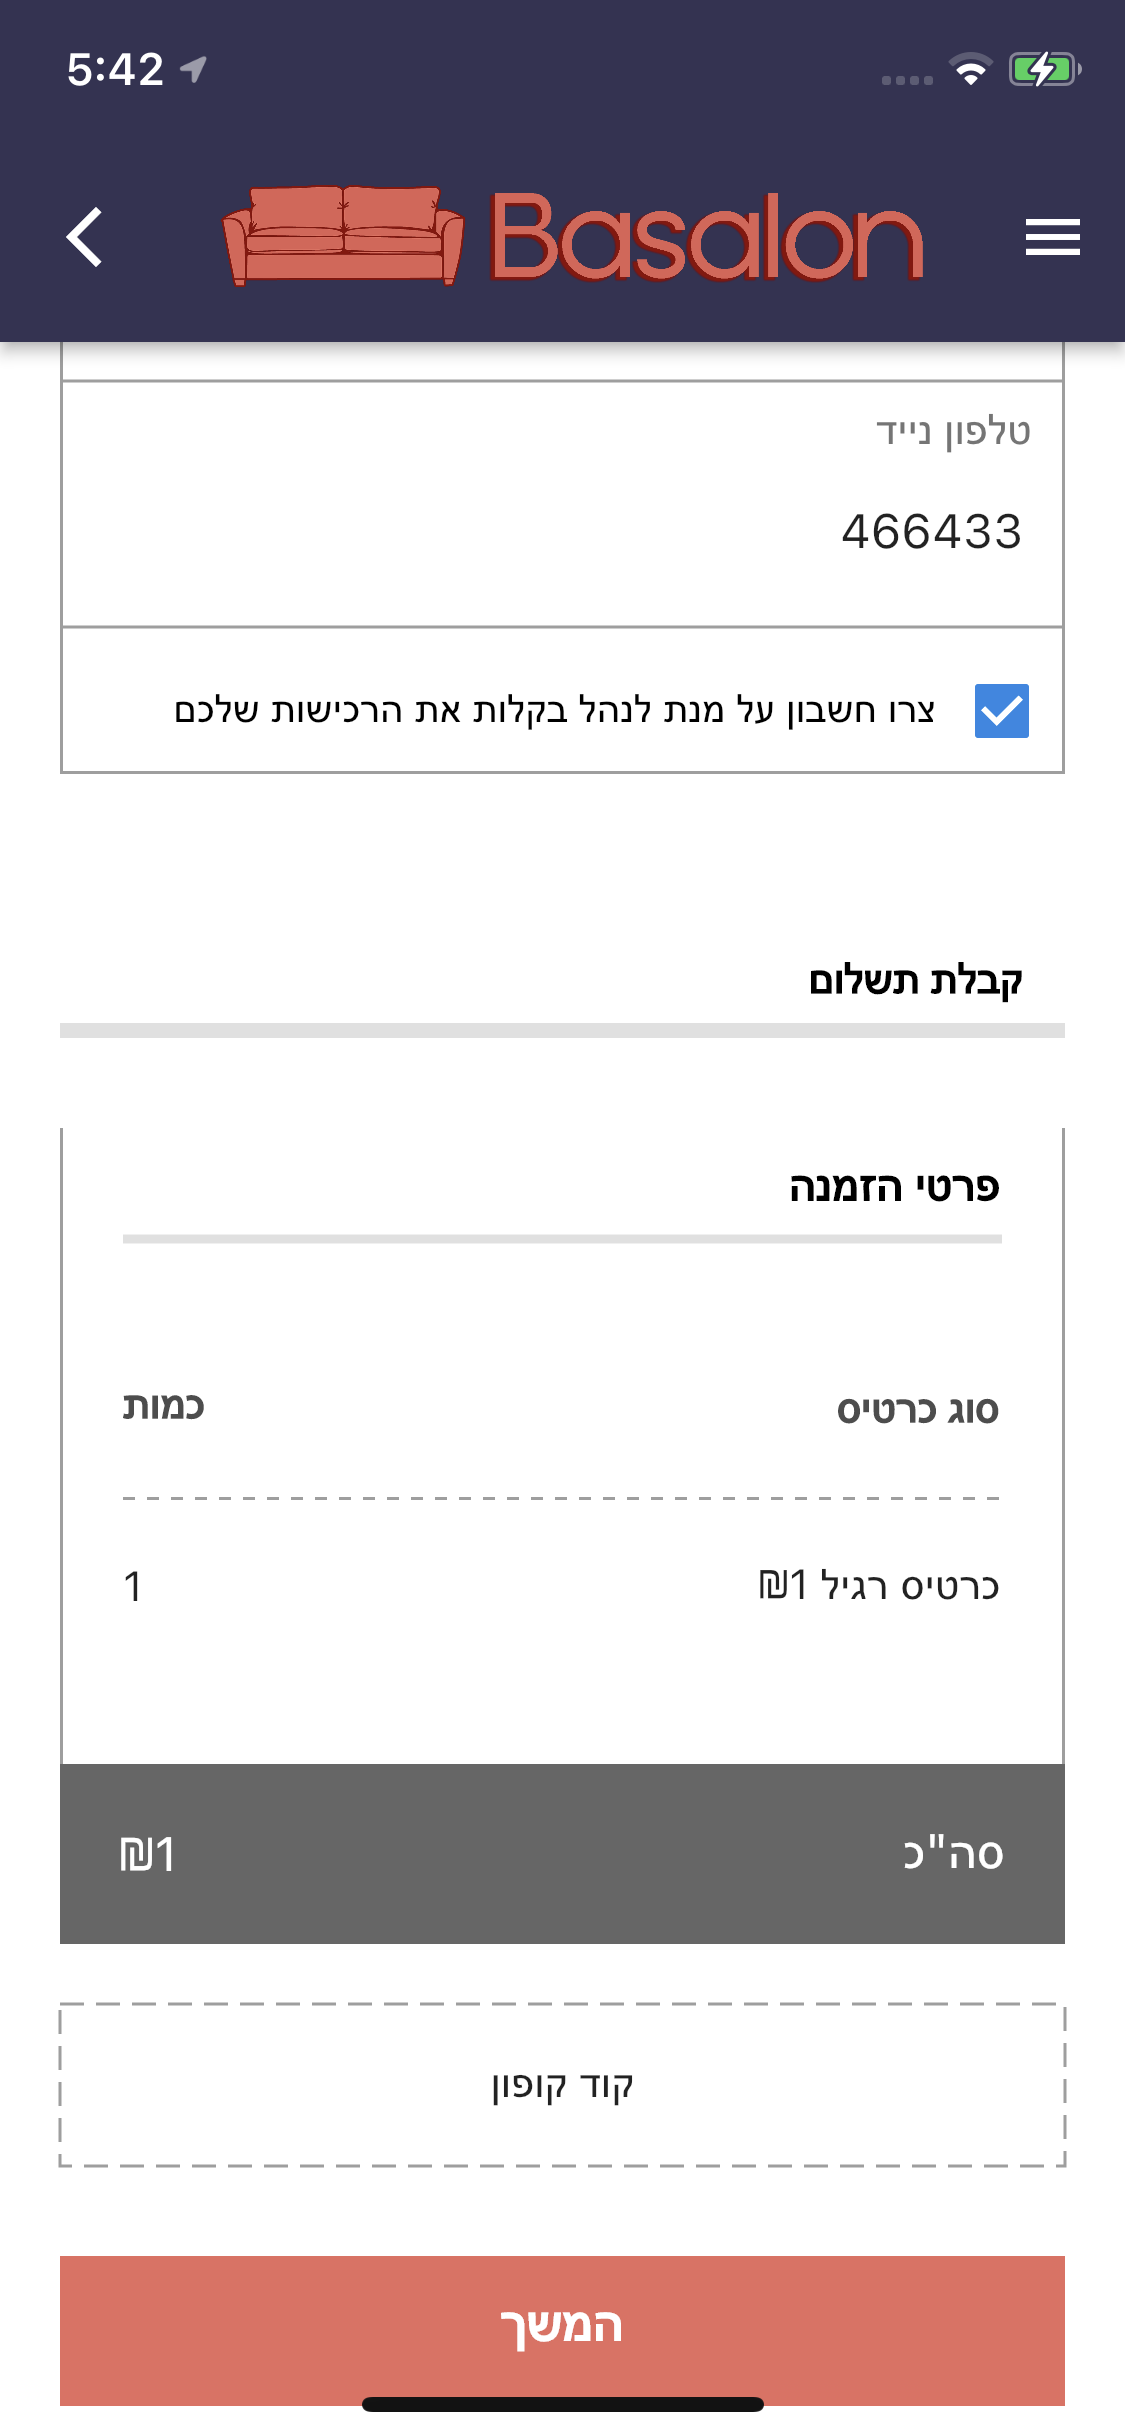 5:42
Basalon
טלפון נייד
466433
צרו חשבון על מנת לנהל בקלות את הרכישות שלכם
קבלת תשלום
פרטי הזמנה
סוג כרטיס כמות
כרטיס רגיל ₪1 1
סה"כ ₪1
קוד קופון
המשך